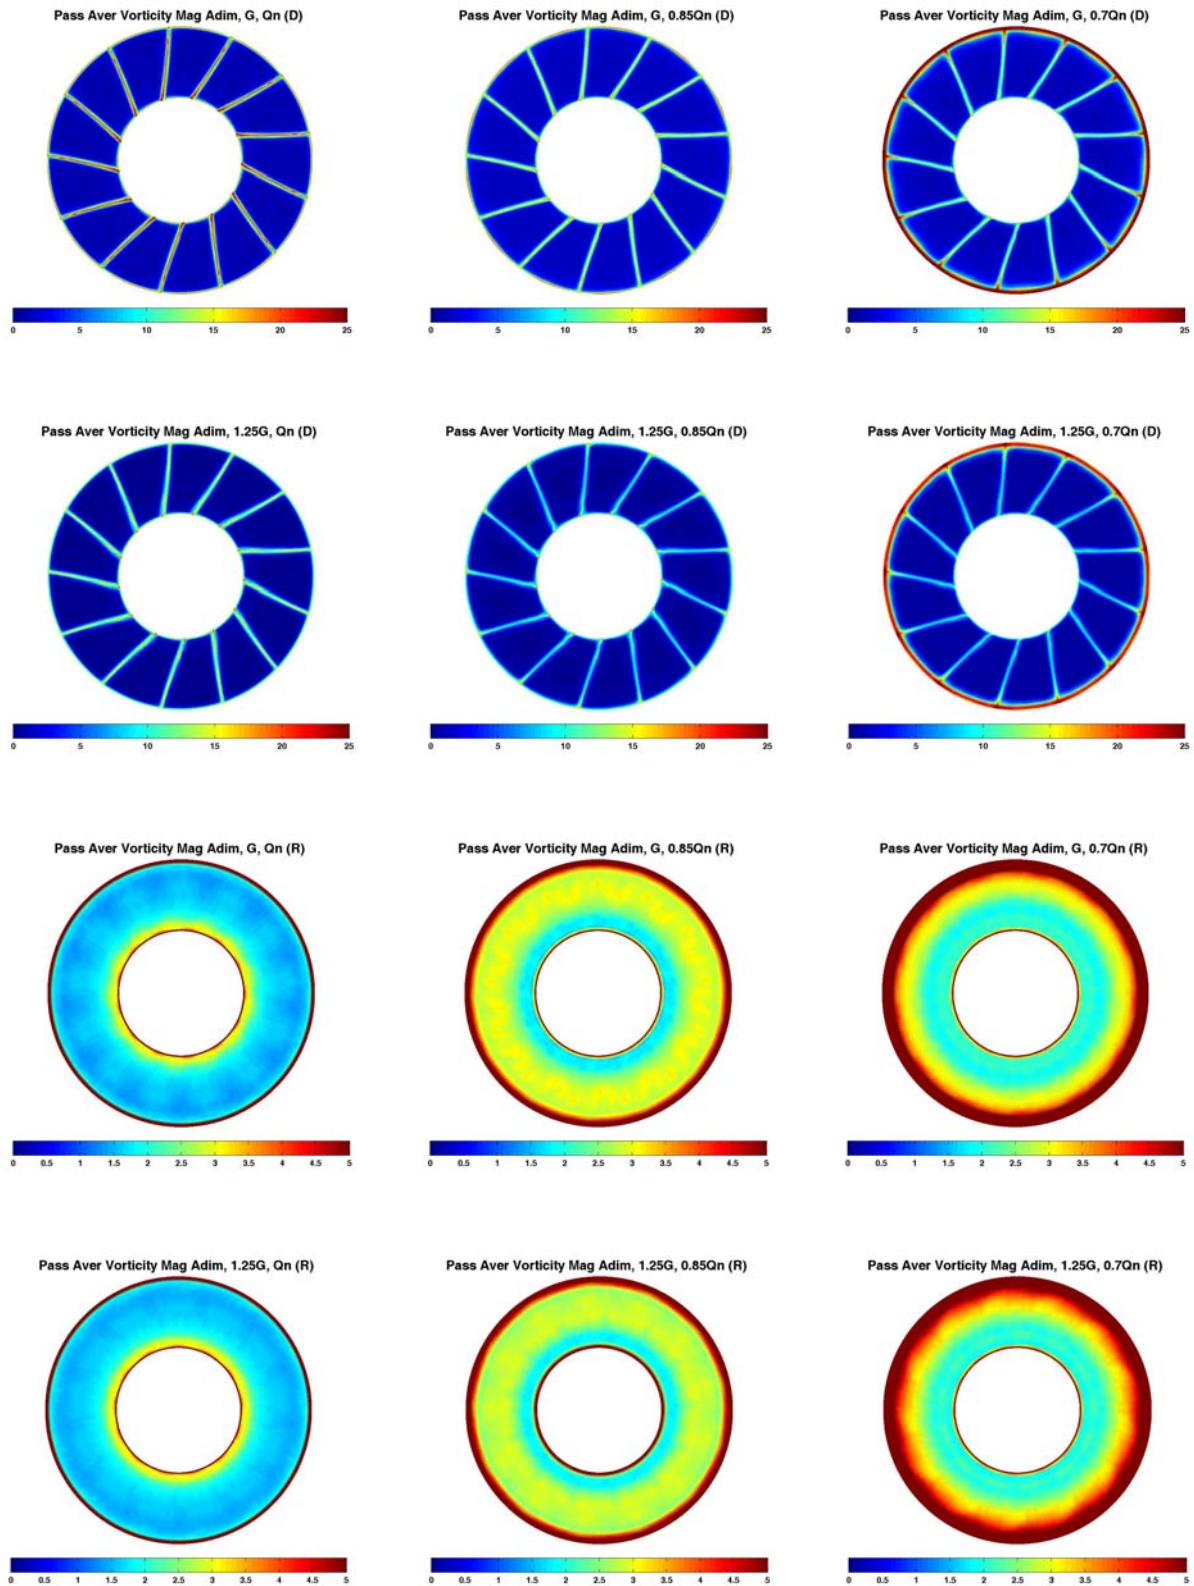 Pass Aver Vorticity Mag Adim, G, Qn (D)
Pass Aver Vorticity Mag Adim, G, 0.85Qn (D)
Pass Aver Vorticity Mag Adim, G, 0.7Qn (D)
0 5 10 15 20 25
0 5 10 15 20 25
0 5 10 15 20 25
Pass Aver Vorticity Mag Adim, 1.25G, Qn (D)
Pass Aver Vorticity Mag Adim, 1.25G, 0.85Qn (D)
Pass Aver Vorticity Mag Adim, 1.25G, 0.7Qn (D)
0 5 10 15 20 25
0 5 10 15 20 25
0 5 10 15 20 25
Pass Aver Vorticity Mag Adim, G, Qn (R)
Pass Aver Vorticity Mag Adim, G, 0.85Qn (R)
Pass Aver Vorticity Mag Adim, G, 0.7Qn (R)
0 0.5 1 1.5 2 2.5 3 3.5 4 4.5 5
0 0.5 1 1.5 2 2.5 3 3.5 4 4.5 5
0 0.5 1 1.5 2 2.5 3 3.5 4 4.5 5
Pass Aver Vorticity Mag Adim, 1.25G, Qn (R)
Pass Aver Vorticity Mag Adim, 1.25G, 0.85Qn (R)
Pass Aver Vorticity Mag Adim, 1.25G, 0.7Qn (R)
0 0.5 1 1.5 2 2.5 3 3.5 4 4.5 5
0 0.5 1 1.5 2 2.5 3 3.5 4 4.5 5
0 0.5 1 1.5 2 2.5 3 3.5 4 4.5 5